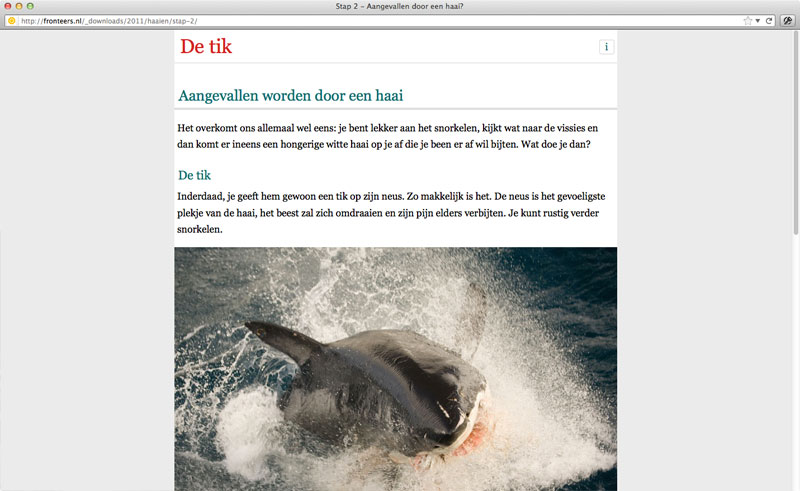 Stap 2 – Aangevallen door een haai?
http://fronteers.nl/_downloads/2011/haaien/stap-2/
De tik
i
Aangevallen worden door een haai
Het overkomt ons allemaal wel eens: je bent lekker aan het snorkelen, kijkt wat naar de vissies en
dan komt er ineens een hongerige witte haai op je af die je been er af wil bijten. Wat doe je dan?
De tik
Inderdaad, je geeft hem gewoon een tik op zijn neus. Zo makkelijk is het. De neus is het gevoeligste
plekje van de haai, het beest zal zich omdraaien en zijn pijn elders verbijten. Je kunt rustig verder
snorkelen.